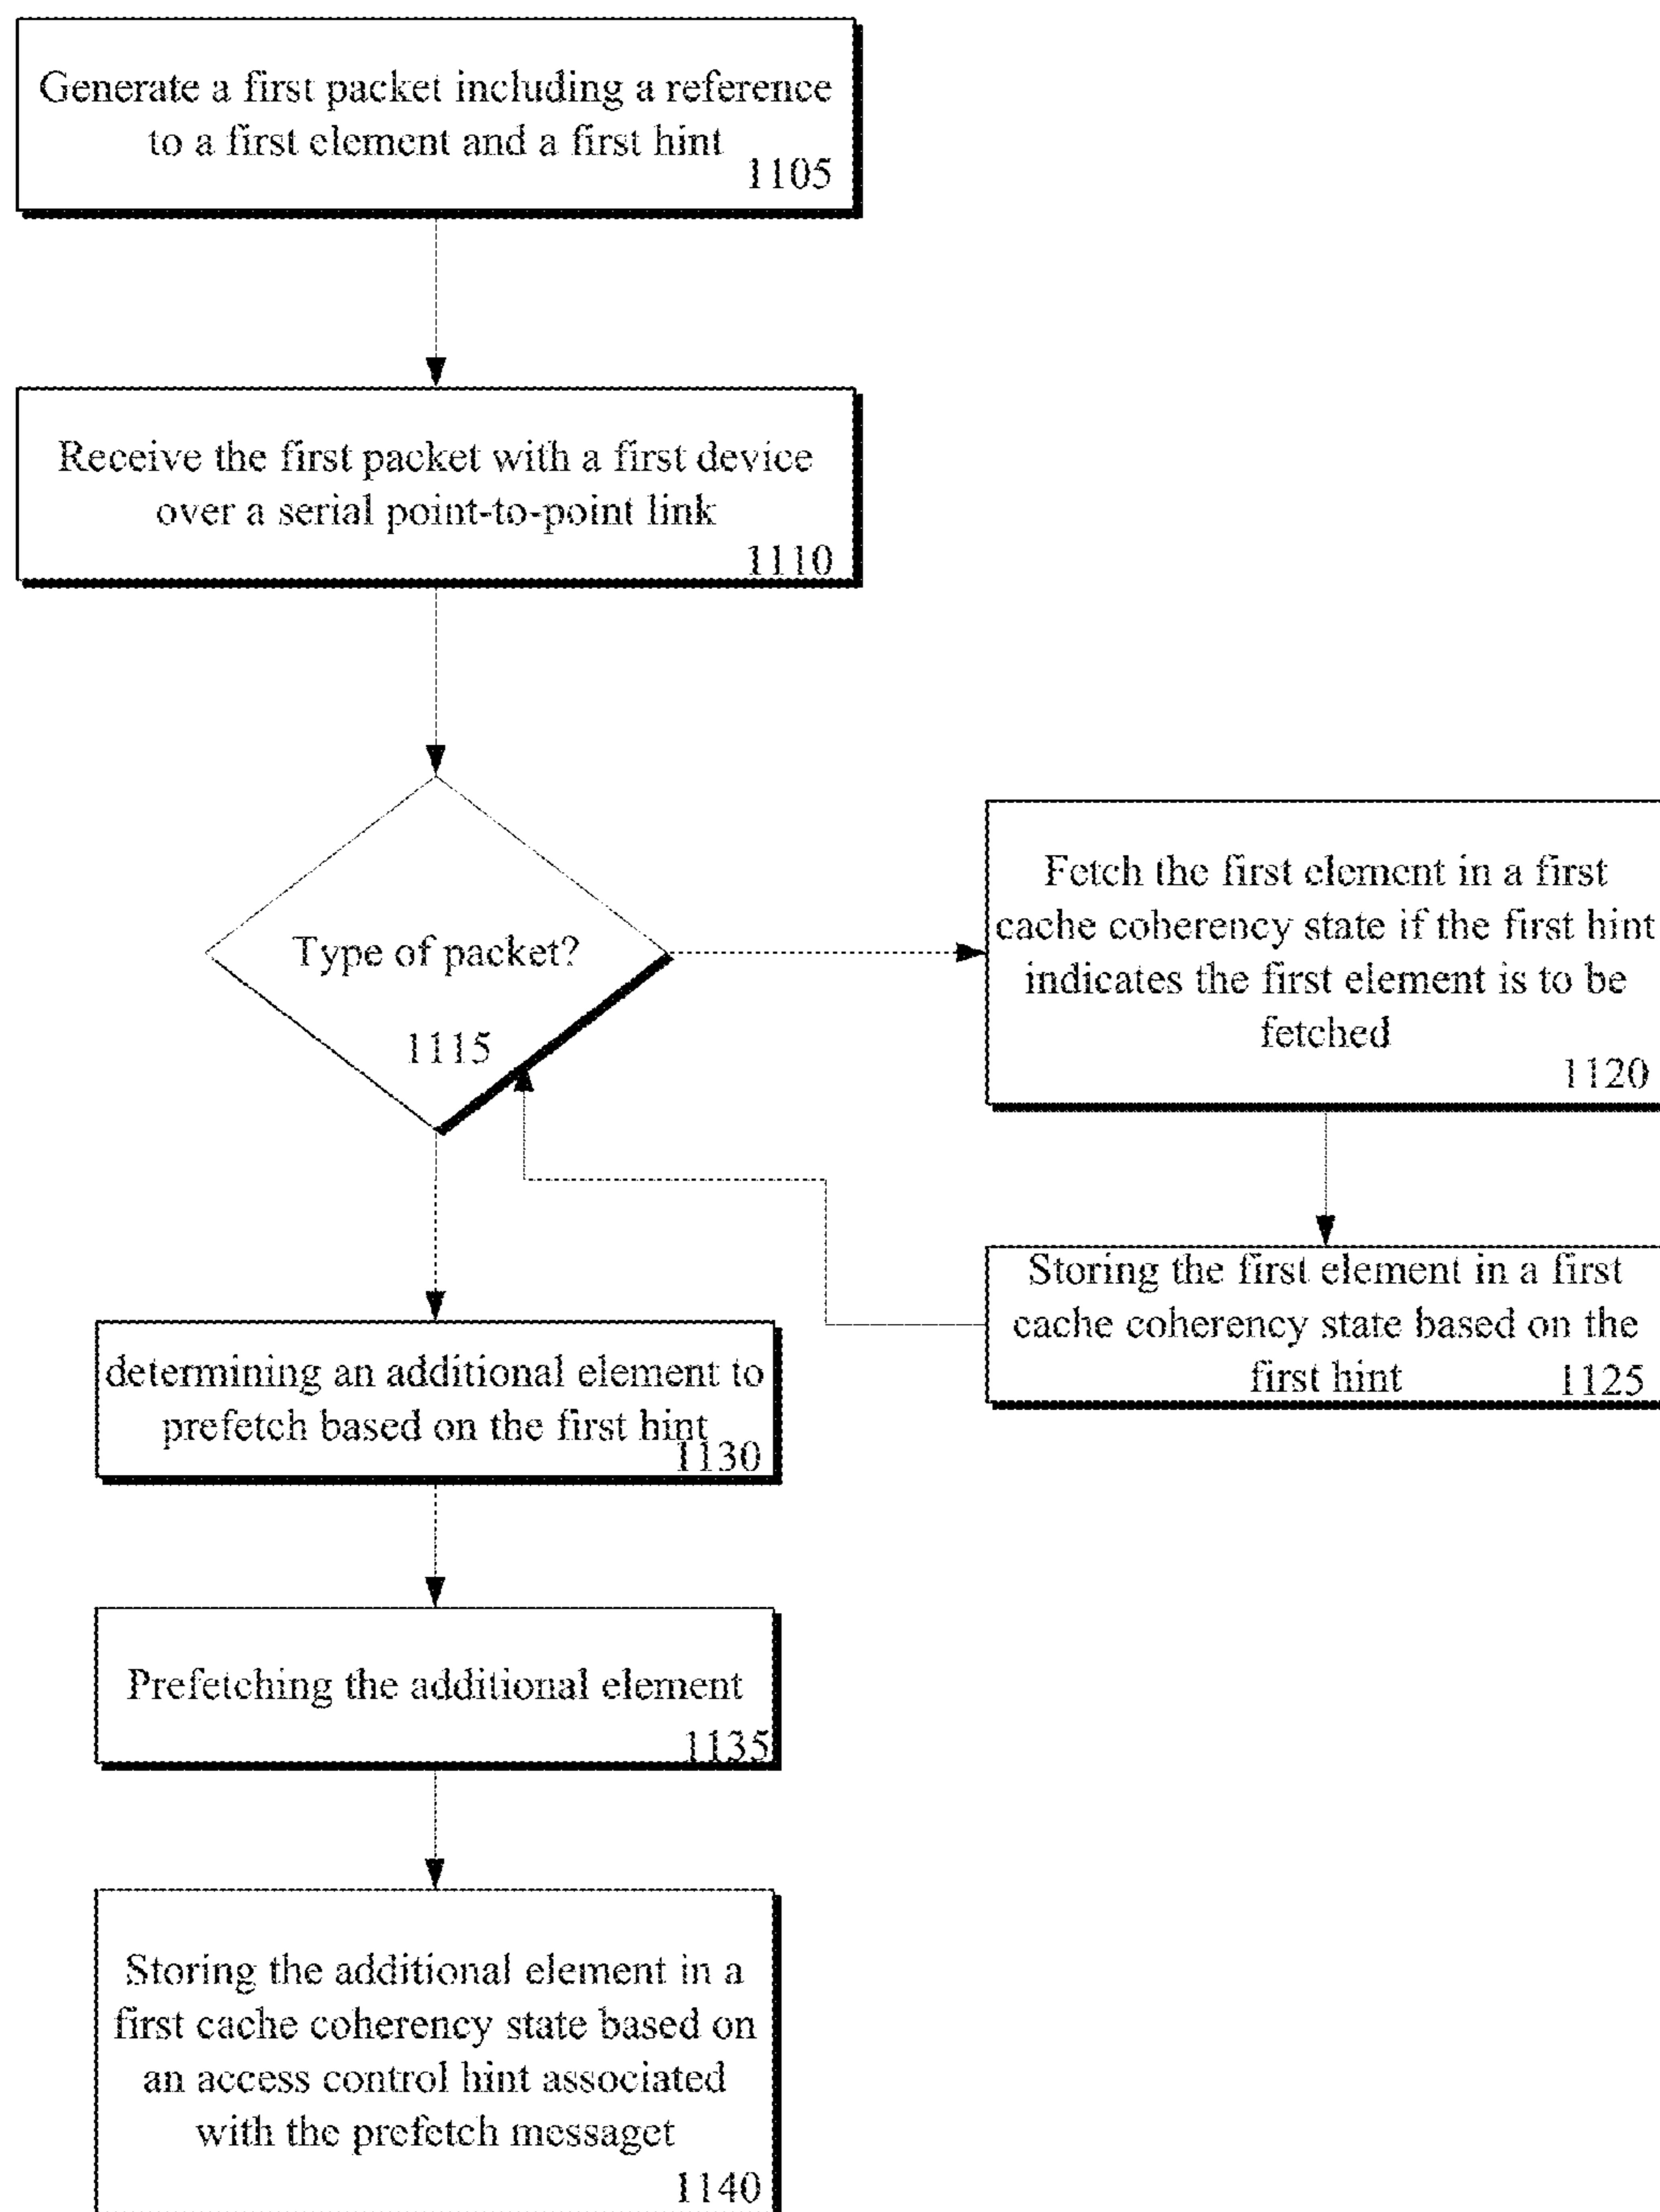 Generate a first packet including a reference
to a first element and a first hint
1105
Receive the first packet with a first device
over a serial point-to-point link
1110
Type of packet?
1115
Fetch the first element in a first
cache coherency state if the first hint
indicates the first element is to be
fetched
1120
Storing the first element in a first
cache coherency state based on the
first hint
1125
determining an additional element to
prefetch based on the first hint
1130
Prefetching the additional element
1135
Storing the additional element in a
first cache coherency state based on
an access control hint associated
with the prefetch messaget
1140